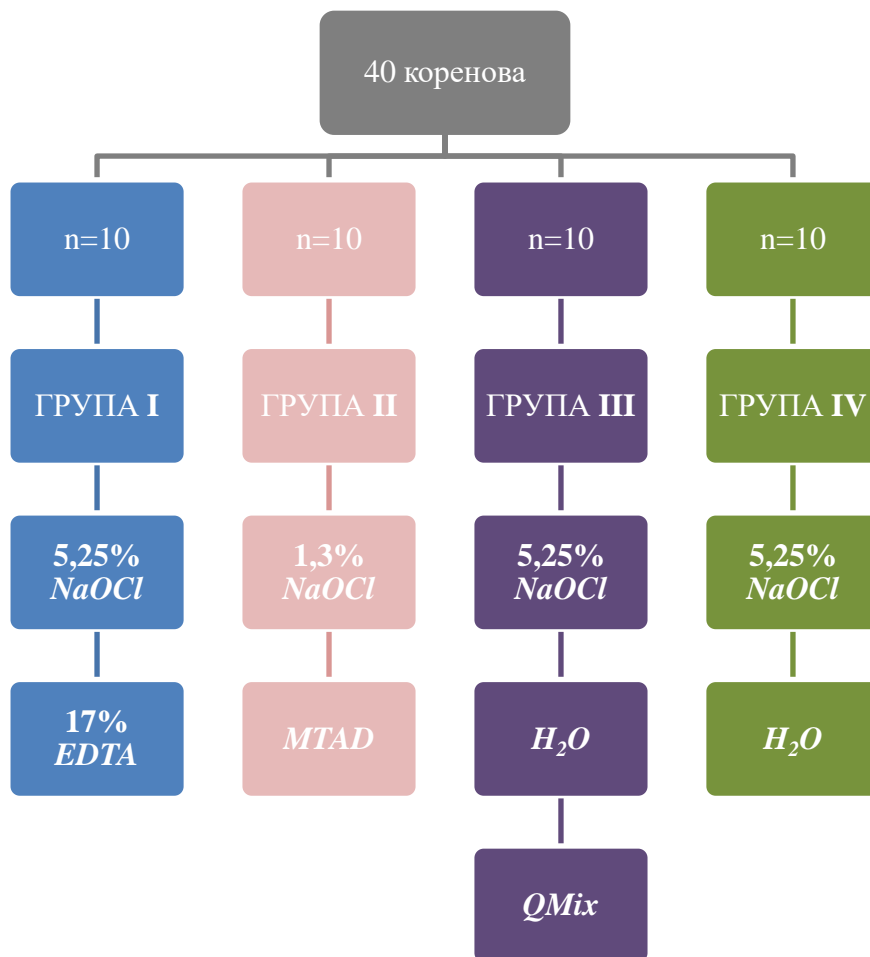 40 коренова
n=10
n=10
n=10
n=10
ГРУПА I
ГРУПА II
ГРУПА III
ГРУПА IV
5,25%
NaOCl
1,3%
NaOCl
5,25%
NaOCl
5,25%
NaOCl
17%
EDTA
MTAD
H₂O
H₂O
QMix